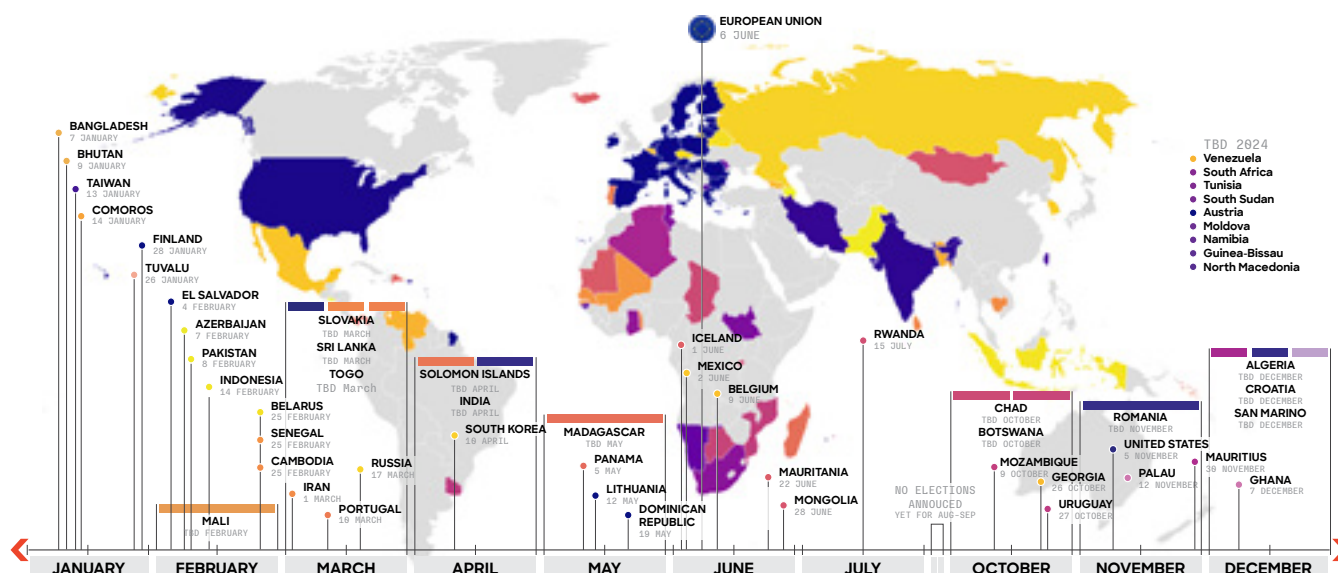 EUROPEAN UNION
6 JUNE
BANGLADESH
7 JANUARY
BHUTAN
9 JANUARY
TAIWAN
13 JANUARY
COMOROS
14 JANUARY
FINLAND
28 JANUARY
TUVALU
26 JANUARY
EL SALVADOR
4 FEBRUARY
AZERBAIJAN
7 FEBRUARY
PAKISTAN
8 FEBRUARY
INDONESIA
14 FEBRUARY
BELARUS
25 FEBRUARY
SENEGAL
25 FEBRUARY
CAMBODIA
25 FEBRUARY
MALI
TBD FEBRUARY
SLOVAKIA
TBD MARCH
SRI LANKA
TBD MARCH
TOGO
TBD March
IRAN
1 MARCH
PORTUGAL
10 MARCH
RUSSIA
17 MARCH
SOLOMON ISLANDS
TBD APRIL
INDIA
TBD APRIL
SOUTH KOREA
10 APRIL
MADAGASCAR
TBD MAY
PANAMA
5 MAY
LITHUANIA
12 MAY
DOMINICAN
REPUBLIC
19 MAY
ICELAND
1 JUNE
MEXICO
2 JUNE
BELGIUM
9 JUNE
MAURITANIA
22 JUNE
MONGOLIA
28 JUNE
RWANDA
15 JULY
NO ELECTIONS
ANNOUCED
YET FOR AUG-SEP
CHAD
TBD OCTOBER
BOTSWANA
TBD OCTOBER
MOZAMBIQUE
9 OCTOBER
GEORGIA
26 OCTOBER
URUGUAY
27 OCTOBER
ROMANIA
TBD NOVEMBER
UNITED STATES
5 NOVEMBER
PALAU
12 NOVEMBER
MAURITIUS
30 NOVEMBER
ALGERIA
TBD DECEMBER
CROATIA
TBD DECEMBER
SAN MARINO
TBD DECEMBER
GHANA
7 DECEMBER
TBD 2024
Venezuela
South Africa
Tunisia
South Sudan
Austria
Moldova
Namibia
Guinea-Bissau
North Macedonia
JANUARY
FEBRUARY
MARCH
APRIL
MAY
JUNE
JULY
OCTOBER
NOVEMBER
DECEMBER